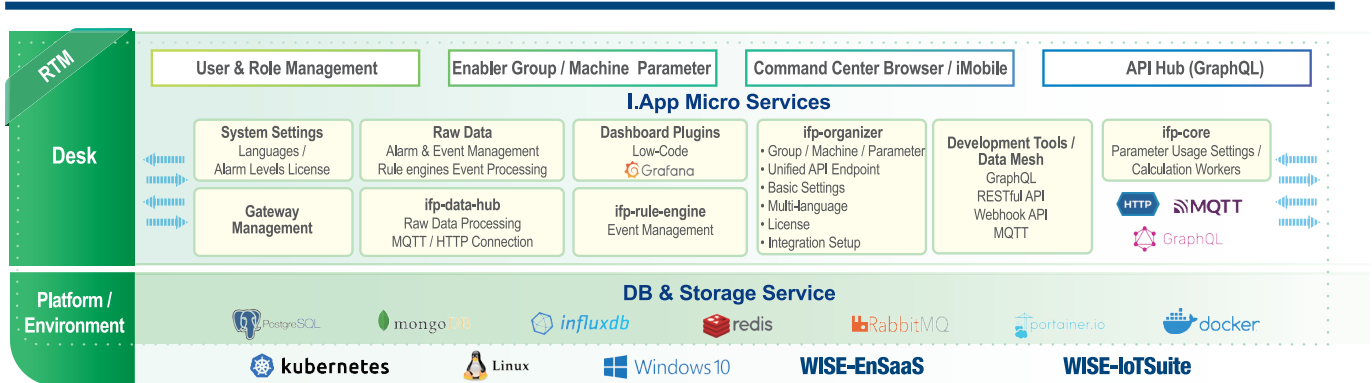 RTM
User & Role Management
Enabler Group / Machine Parameter
Command Center Browser / iMobile
API Hub (GraphQL)
I.App Micro Services
Desk
System Settings
Languages /
Alarm Levels License
Raw Data
Alarm & Event Management
Rule engines Event Processing
Dashboard Plugins
Low-Code
Grafana
ifp-organizer
• Group / Machine / Parameter
• Unified API Endpoint
• Basic Settings
• Multi-language
• License
• Integration Setup
Development Tools /
Data Mesh
GraphQL
RESTful API
Webhook API
MQTT
ifp-core
Parameter Usage Settings /
Calculation Workers
Gateway
Management
ifp-data-hub
Raw Data Processing
MQTT / HTTP Connection
ifp-rule-engine
Event Management
HTTP
MQTT
GraphQL
Platform /
Environment
DB & Storage Service
PostgreSQL
mongoDB
influxdb
redis
RabbitMQ
portainer.io
docker
kubernetes
Linux
Windows 10
WISE-EnSaaS
WISE-IoTSuite